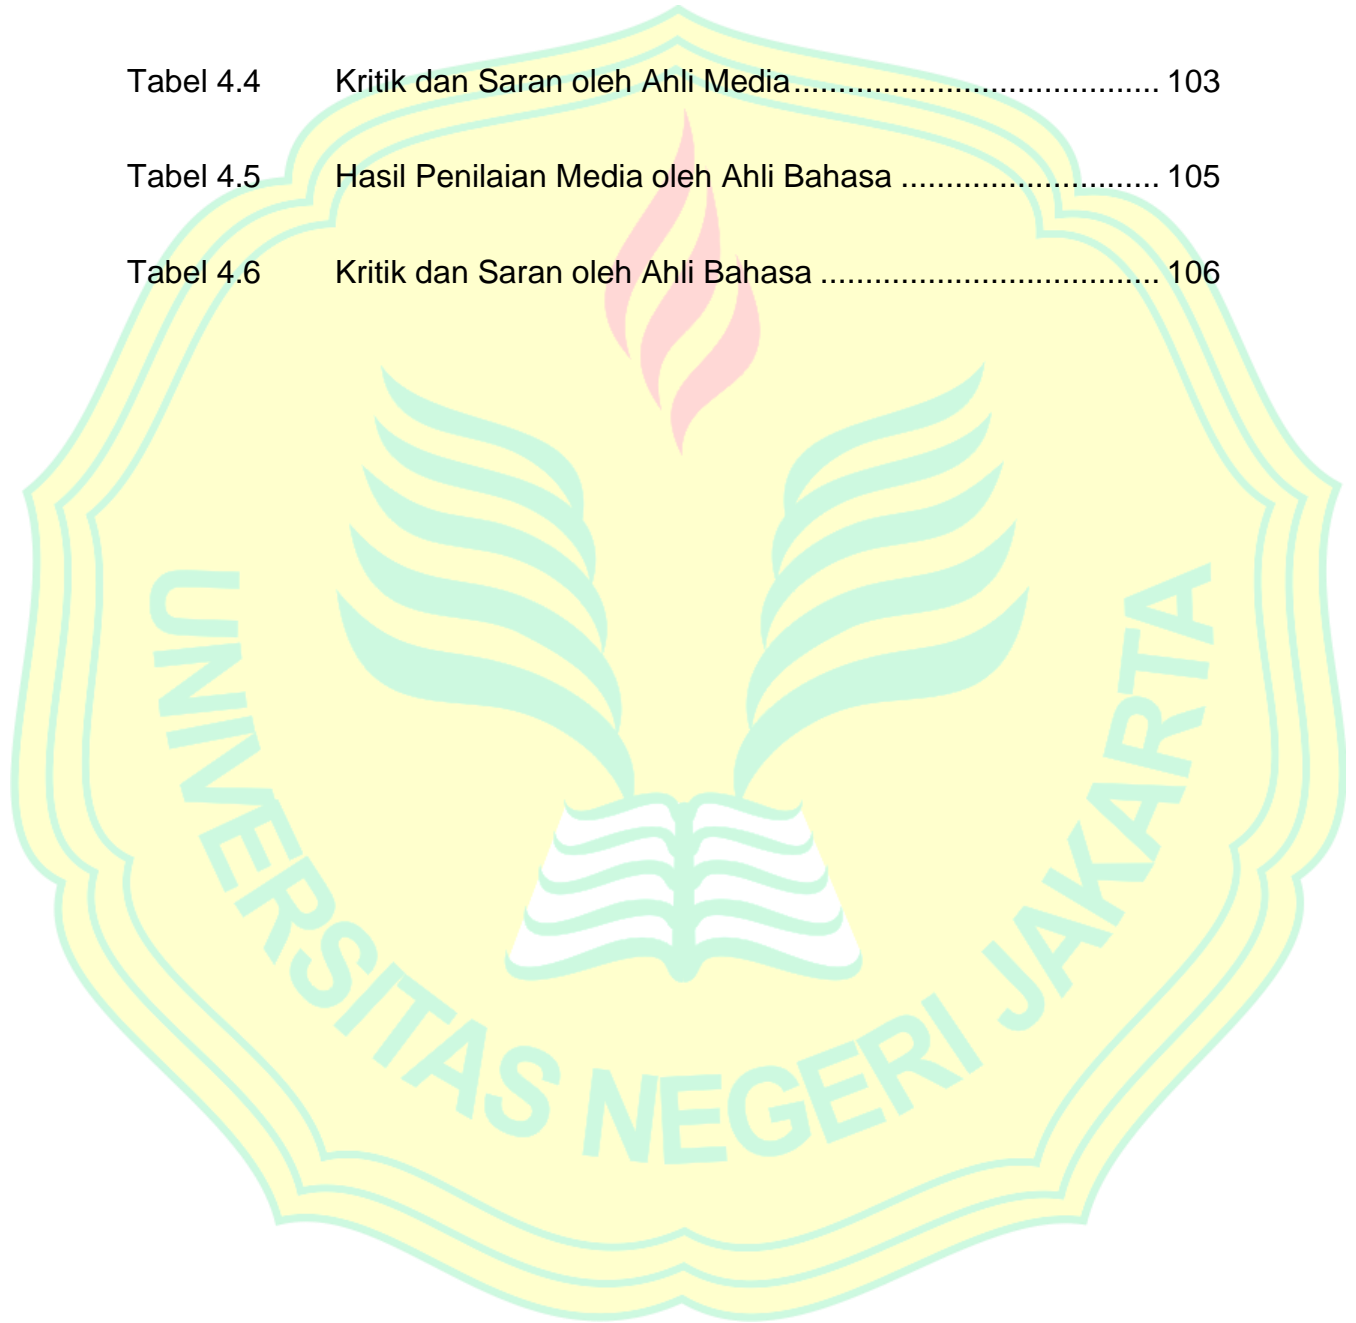 Tabel 4.4 Kritik dan Saran oleh Ahli Media......................................... 103
Tabel 4.5 Hasil Penilaian Media oleh Ahli Bahasa ............................. 105
Tabel 4.6 Kritik dan Saran oleh Ahli Bahasa ...................................... 106
UNIVERSITAS NEGERI JAKARTA